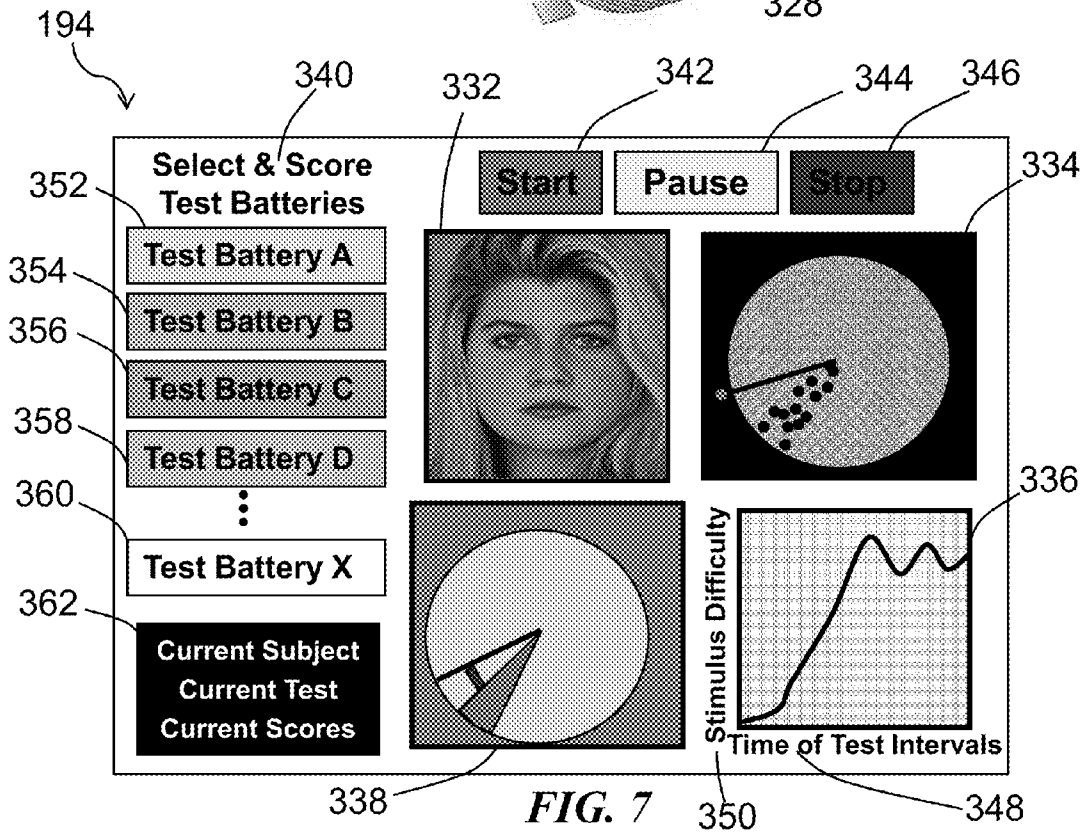 328
194
340
332
342
344
346
334
Select & Score
Test Batteries
Start
Pause
Stop
352
Test Battery A
354
Test Battery B
356
Test Battery C
358
Test Battery D
360
Test Battery X
362
Current Subject
Current Test
Current Scores
336
Stimulus Difficulty
Time of Test Intervals
338
FIG. 7
350
348